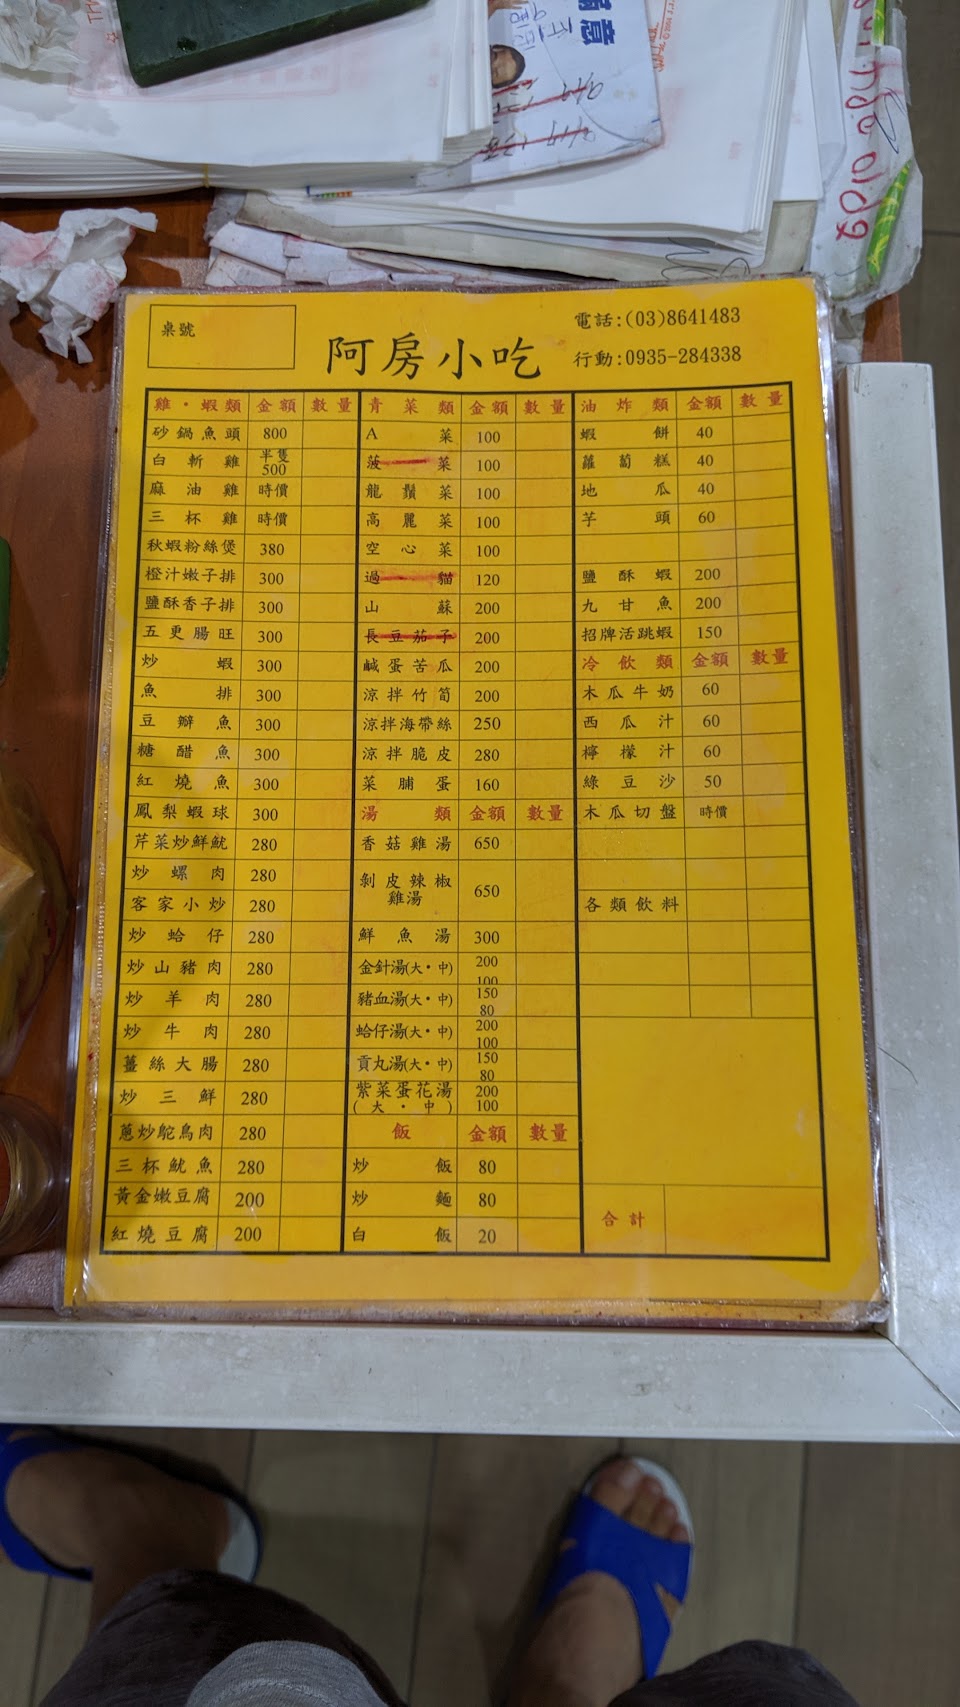 意
桌號
阿房小吃
電話:(03)8641483
行動:0935-284338
雞・蝦類 金額 數量
砂鍋魚頭 800
白斬雞 半隻 500
麻油雞 時價
三杯雞 時價
秋蝦粉絲煲 380
橙汁嫩子排 300
鹽酥香子排 300
五更腸旺 300
炒蝦 300
魚排 300
豆瓣魚 300
糖醋魚 300
紅燒魚 300
鳳梨蝦球 300
芹菜炒鮮魷 280
炒螺肉 280
客家小炒 280
炒蛤仔 280
炒山豬肉 280
炒羊肉 280
炒牛肉 280
薑絲大腸 280
炒三鮮 280
蔥炒鴕鳥肉 280
三杯魷魚 280
黃金嫩豆腐 200
紅燒豆腐 200
青菜類 金額 數量
A菜 100
菠菜 100
龍鬚菜 100
高麗菜 100
空心菜 100
過貓 120
山蘇 200
長豆茄子 200
鹹蛋苦瓜 200
涼拌竹筍 200
涼拌海帶絲 250
涼拌脆皮 280
菜脯蛋 160
湯類 金額 數量
香菇雞湯 650
剝皮辣椒
雞湯 650
鮮魚湯 300
金針湯(大・中) 200 100
豬血湯(大・中) 150 80
蛤仔湯(大・中) 200 100
貢丸湯(大・中) 150 80
紫菜蛋花湯 200
(大・中) 100
飯 金額 數量
炒飯 80
炒麵 80
白飯 20
油炸類 金額 數量
蝦餅 40
蘿蔔糕 40
地瓜 40
芋頭 60
鹽酥蝦 200
九甘魚 200
招牌活跳蝦 150
冷飲類 金額 數量
木瓜牛奶 60
西瓜汁 60
檸檬汁 60
綠豆沙 50
木瓜切盤 時價
各類飲料
合計